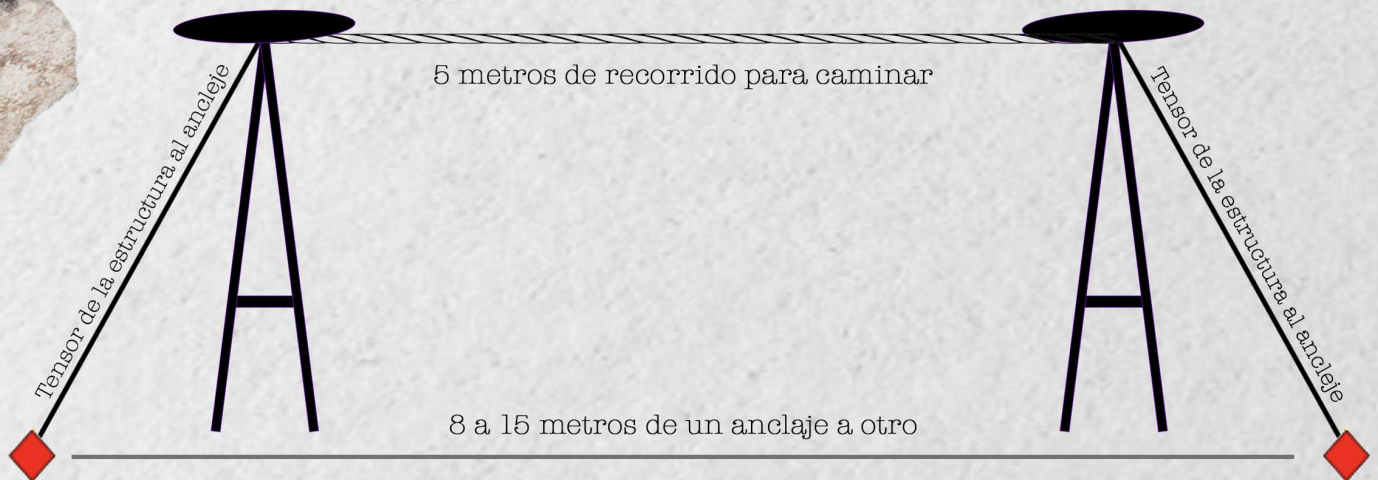 5 metros de recorrido para caminar
Tensor de la estructura al ancleje
Tensor de la estructura al ancleje
8 a 15 metros de un anclaje a otro